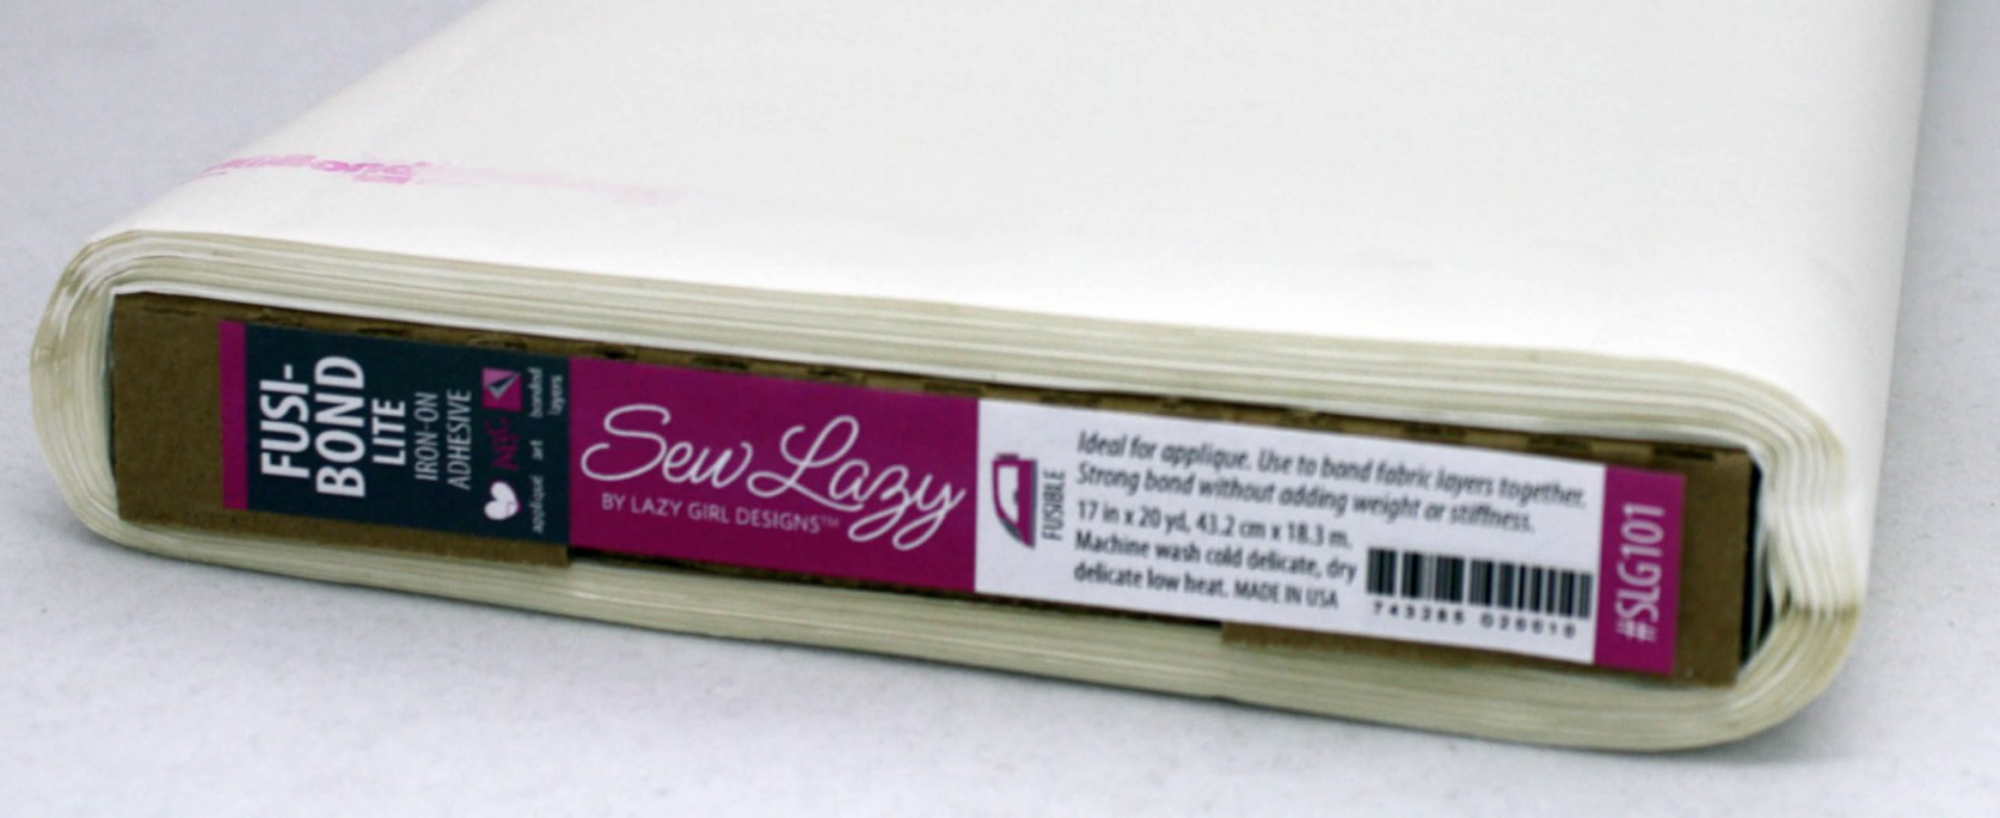 FUSI-
BOND
LITE
IRON-ON
ADHESIVE
applique art bonded
layers
Sew Lazy
BY LAZY GIRL DESIGNS™
FUSIBLE
Ideal for applique. Use to bond fabric layers together.
Strong bond without adding weight or stiffness.
17 in x 20 yd, 43.2 cm x 18.3 m.
Machine wash cold delicate, dry
delicate low heat. MADE IN USA
#SLG101